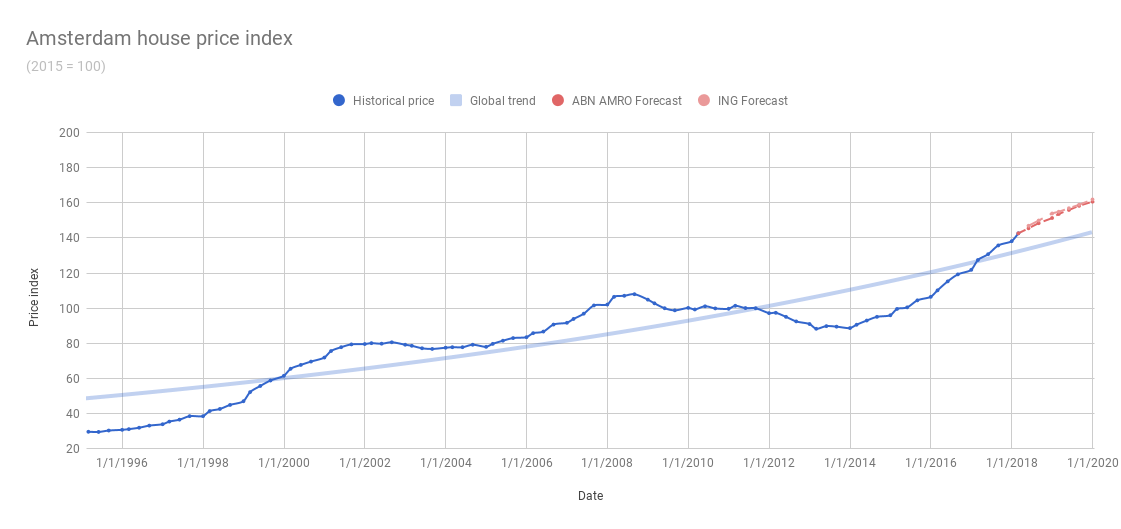 Amsterdam house price index
(2015 = 100)
Historical price Global trend ABN AMRO Forecast ING Forecast
200
180
160
140
120
100
80
60
40
20
Price index
1/1/1996 1/1/1998 1/1/2000 1/1/2002 1/1/2004 1/1/2006 1/1/2008 1/1/2010 1/1/2012 1/1/2014 1/1/2016 1/1/2018 1/1/2020
Date